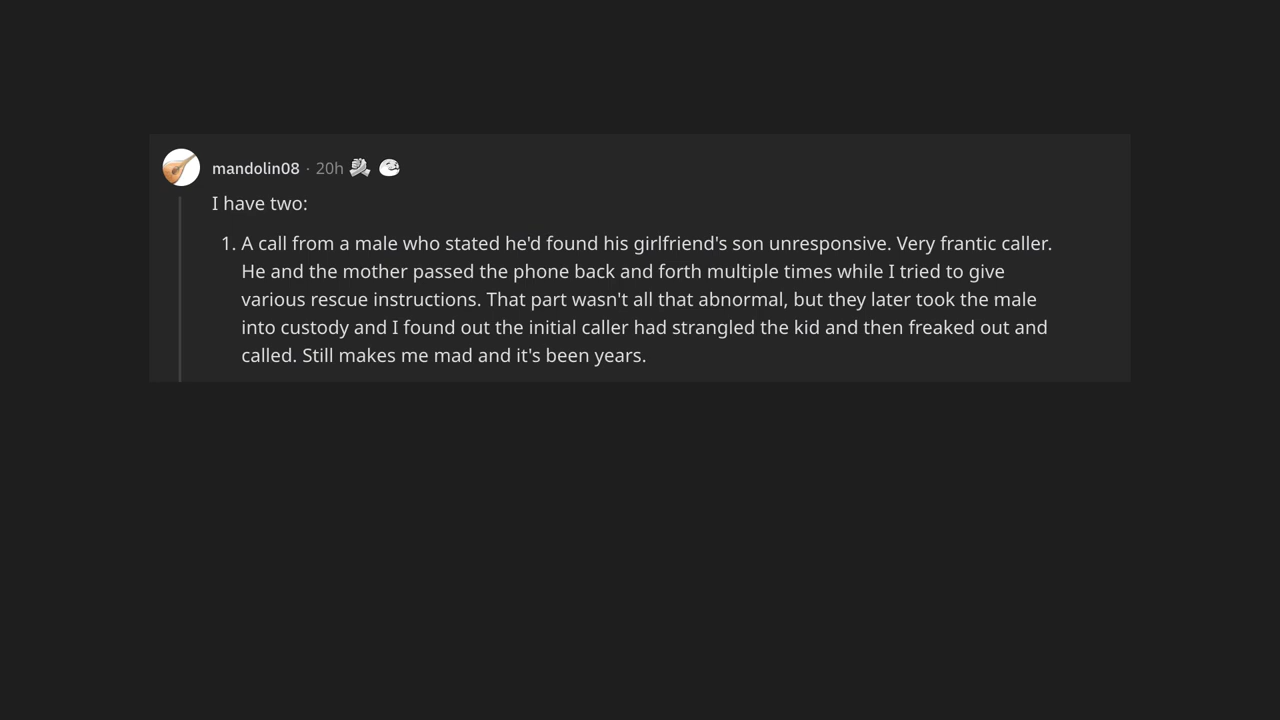 mandolin08 · 20h
I have two:
1. A call from a male who stated he'd found his girlfriend's son unresponsive. Very frantic caller.
He and the mother passed the phone back and forth multiple times while I tried to give
various rescue instructions. That part wasn't all that abnormal, but they later took the male
into custody and I found out the initial caller had strangled the kid and then freaked out and
called. Still makes me mad and it's been years.